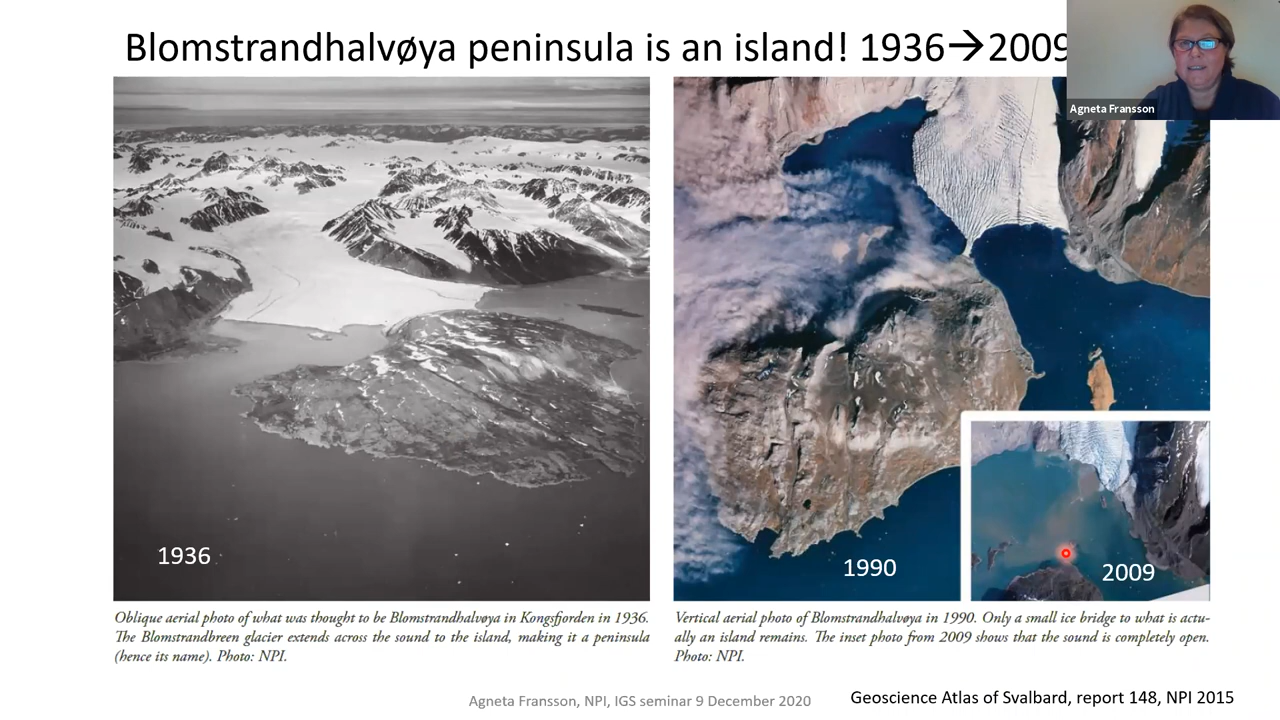 Blomstrandhalvøya peninsula is an island! 1936→2009
Agneta Fransson
1936
1990
2009
Oblique aerial photo of what was thought to be Blomstrandhalvøya in Kongsfjorden in 1936.
The Blomstrandbreen glacier extends across the sound to the island, making it a peninsula
(hence its name). Photo: NPI.
Vertical aerial photo of Blomstrandhalvøya in 1990. Only a small ice bridge to what is actu-
ally an island remains. The inset photo from 2009 shows that the sound is completely open.
Photo: NPI.
Agneta Fransson, NPI, IGS seminar 9 December 2020
Geoscience Atlas of Svalbard, report 148, NPI 2015